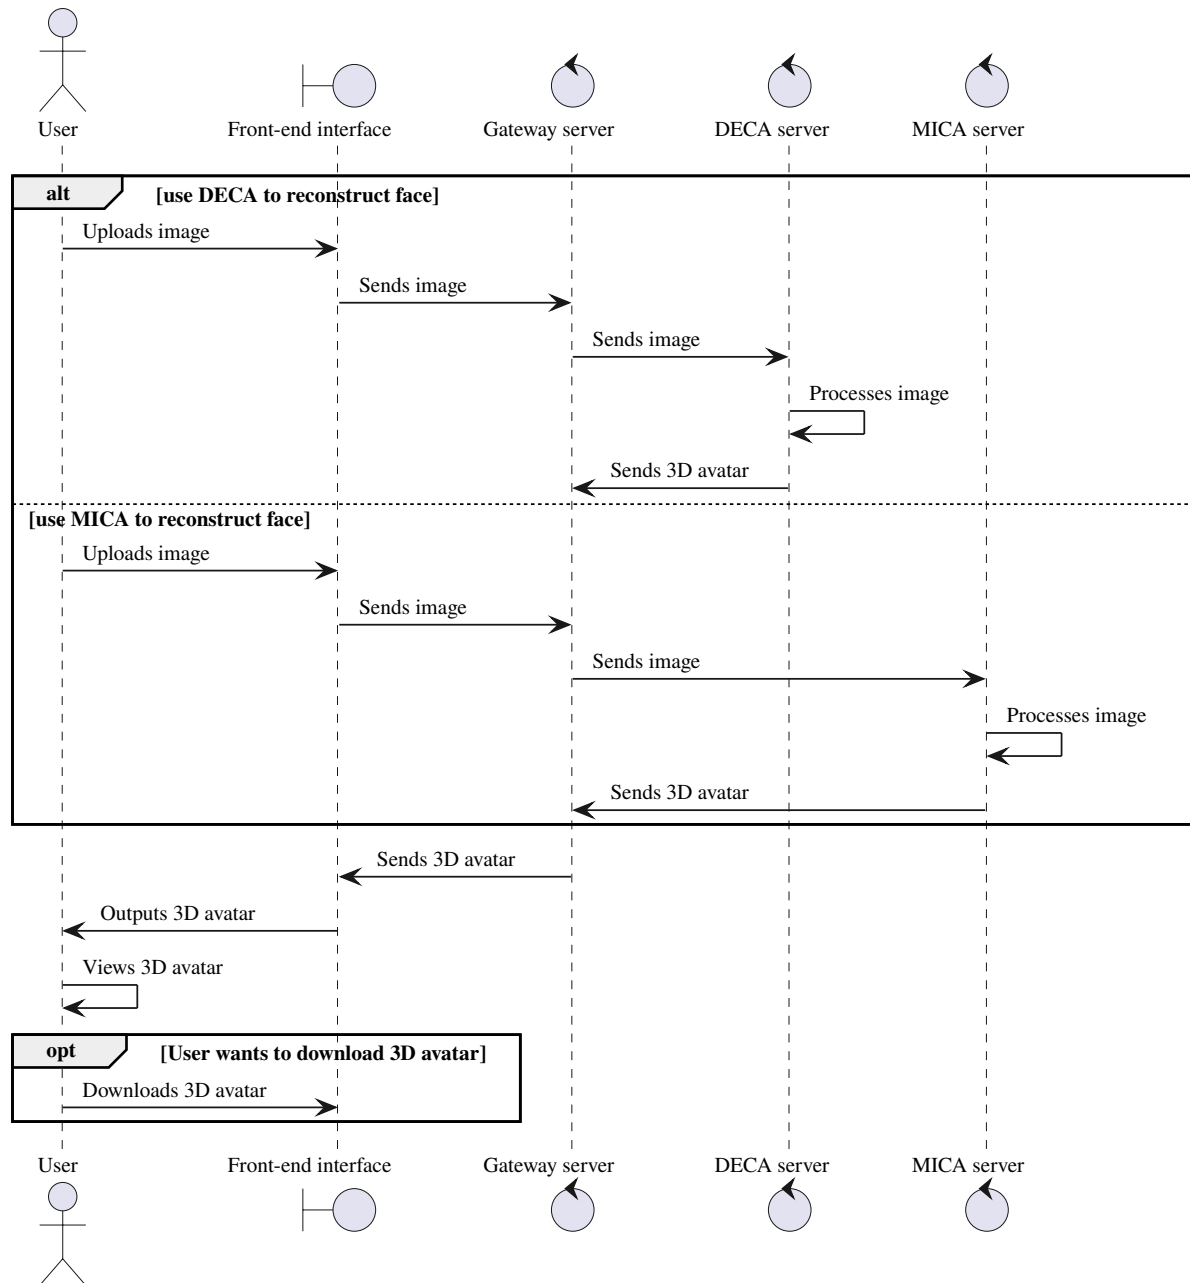 User
Front-end interface
Gateway server
DECA server
MICA server
alt
[use DECA to reconstruct face]
Uploads image
Sends image
Sends image
Processes image
Sends 3D avatar
[use MICA to reconstruct face]
Uploads image
Sends image
Sends image
Processes image
Sends 3D avatar
Sends 3D avatar
Outputs 3D avatar
Views 3D avatar
opt
[User wants to download 3D avatar]
Downloads 3D avatar
User
Front-end interface
Gateway server
DECA server
MICA server